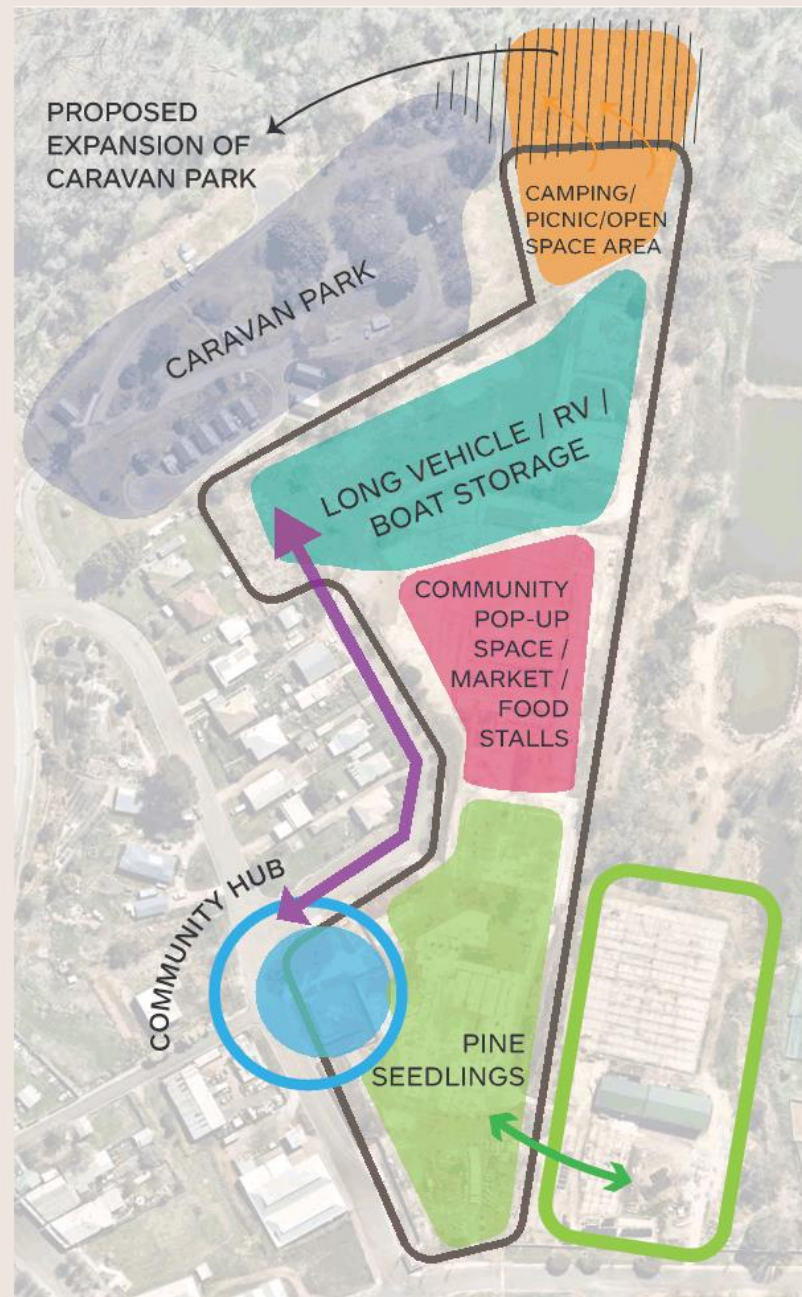 PROPOSED
EXPANSION OF
CARAVAN PARK
CAMPING/
PICNIC/OPEN
SPACE AREA
CARAVAN PARK
LONG VEHICLE / RV /
BOAT STORAGE
COMMUNITY
POP-UP
SPACE /
MARKET /
FOOD
STALLS
COMMUNITY HUB
PINE
SEEDLINGS